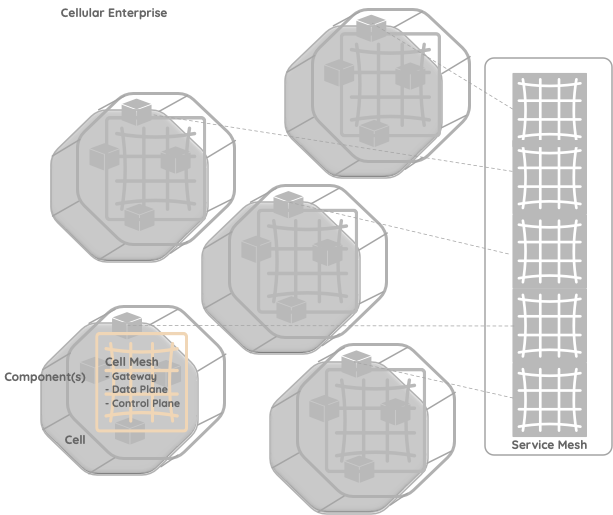 Cellular Enterprise
Cell Mesh
- Gateway
- Data Plane
- Control Plane
Component(s)
Cell
Service Mesh